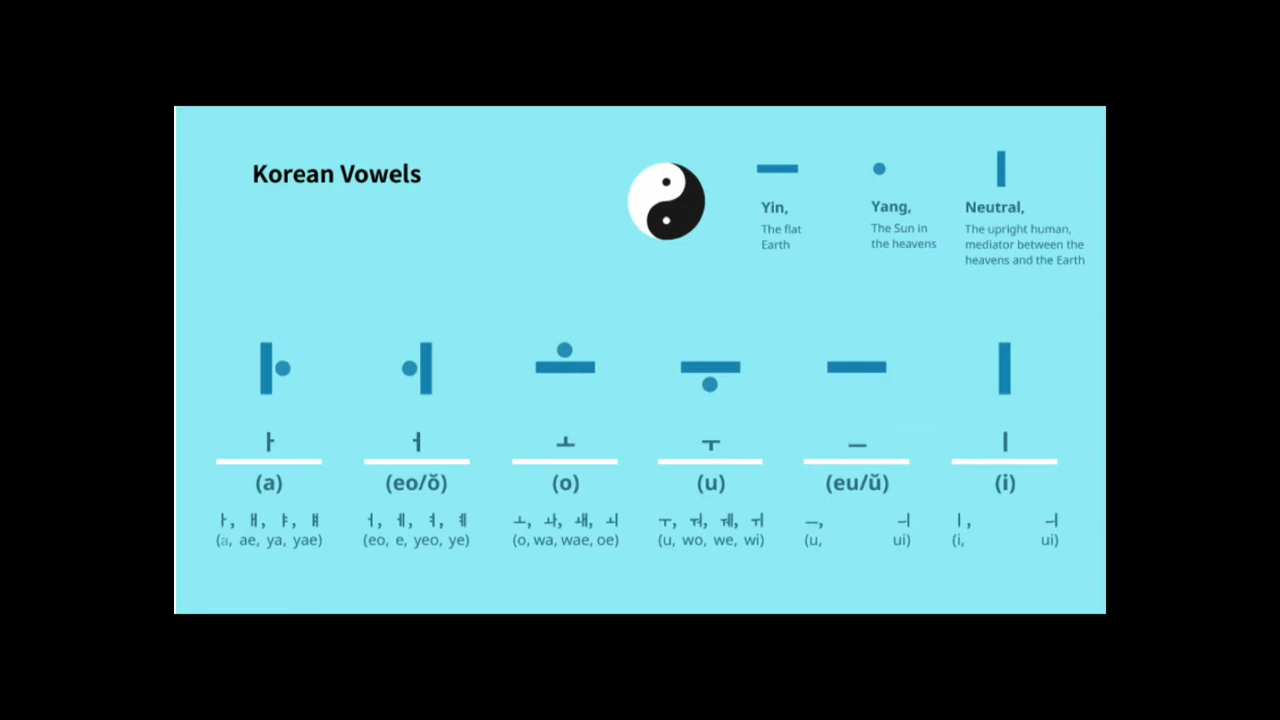 Korean Vowels
Yin,
The flat
Earth
Yang,
The Sun in
the heavens
Neutral,
The upright human,
mediator between the
heavens and the Earth
ㅏ ㅓ ㅗ ㅜ ㅡ ㅣ
(a) (eo/ŏ) (o) (u) (eu/ŭ) (i)
ㅏ, ㅐ, ㅑ, ㅒ
(a, ae, ya, yae)
ㅓ, ㅔ, ㅕ, ㅖ
(eo, e, yeo, ye)
ㅗ, ㅘ, ㅙ, ㅚ
(o, wa, wae, oe)
ㅜ, ㅝ, ㅞ, ㅟ
(u, wo, we, wi)
ㅡ, ㅢ
(u, ui)
ㅣ, ㅢ
(i, ui)